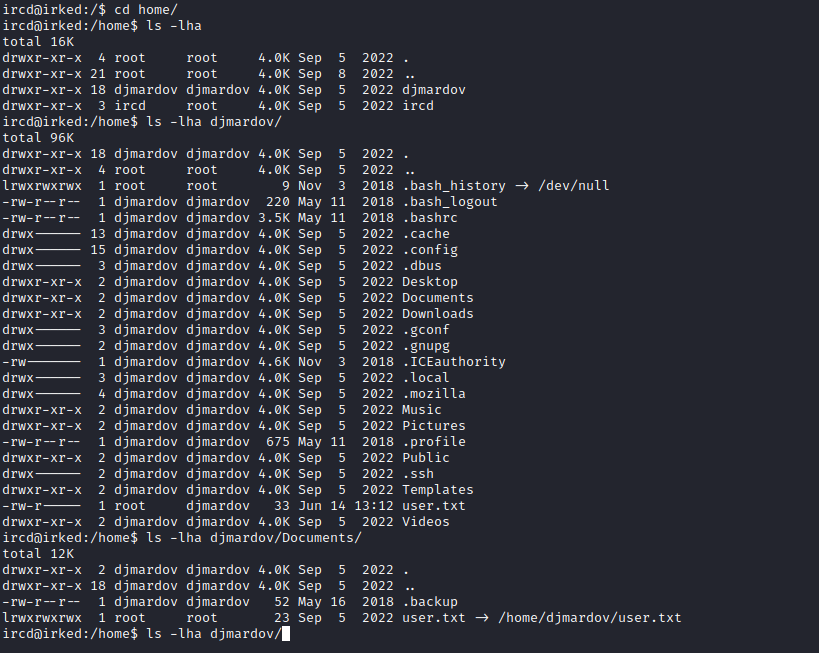 ircd@irked:/$ cd home/
ircd@irked:/home$ ls -lha
total 16K
drwxr-xr-x  4 root     root     4.0K Sep  5  2022 .
drwxr-xr-x 21 root     root     4.0K Sep  8  2022 ..
drwxr-xr-x 18 djmardov djmardov 4.0K Sep  5  2022 djmardov
drwxr-xr-x  3 ircd     root     4.0K Sep  5  2022 ircd
ircd@irked:/home$ ls -lha djmardov/
total 96K
drwxr-xr-x 18 djmardov djmardov 4.0K Sep  5  2022 .
drwxr-xr-x  4 root     root     4.0K Sep  5  2022 ..
lrwxrwxrwx  1 root     root        9 Nov  3  2018 .bash_history -> /dev/null
-rw-r--r--  1 djmardov djmardov  220 May 11  2018 .bash_logout
-rw-r--r--  1 djmardov djmardov 3.5K May 11  2018 .bashrc
drwx------ 13 djmardov djmardov 4.0K Sep  5  2022 .cache
drwx------ 15 djmardov djmardov 4.0K Sep  5  2022 .config
drwx------  3 djmardov djmardov 4.0K Sep  5  2022 .dbus
drwxr-xr-x  2 djmardov djmardov 4.0K Sep  5  2022 Desktop
drwxr-xr-x  2 djmardov djmardov 4.0K Sep  5  2022 Documents
drwxr-xr-x  2 djmardov djmardov 4.0K Sep  5  2022 Downloads
drwx------  3 djmardov djmardov 4.0K Sep  5  2022 .gconf
drwx------  2 djmardov djmardov 4.0K Sep  5  2022 .gnupg
-rw-------  1 djmardov djmardov 4.6K Nov  3  2018 .ICEauthority
drwx------  3 djmardov djmardov 4.0K Sep  5  2022 .local
drwx------  4 djmardov djmardov 4.0K Sep  5  2022 .mozilla
drwxr-xr-x  2 djmardov djmardov 4.0K Sep  5  2022 Music
drwxr-xr-x  2 djmardov djmardov 4.0K Sep  5  2022 Pictures
-rw-r--r--  1 djmardov djmardov  675 May 11  2018 .profile
drwxr-xr-x  2 djmardov djmardov 4.0K Sep  5  2022 Public
drwx------  2 djmardov djmardov 4.0K Sep  5  2022 .ssh
drwxr-xr-x  2 djmardov djmardov 4.0K Sep  5  2022 Templates
-rw-r-----  1 root     djmardov   33 Jun 14 13:12 user.txt
drwxr-xr-x  2 djmardov djmardov 4.0K Sep  5  2022 Videos
ircd@irked:/home$ ls -lha djmardov/Documents/
total 12K
drwxr-xr-x  2 djmardov djmardov 4.0K Sep  5  2022 .
drwxr-xr-x 18 djmardov djmardov 4.0K Sep  5  2022 ..
-rw-r--r--  1 djmardov djmardov   52 May 16  2018 .backup
lrwxrwxrwx  1 root     root       23 Sep  5  2022 user.txt -> /home/djmardov/user.txt
ircd@irked:/home$ ls -lha djmardov/